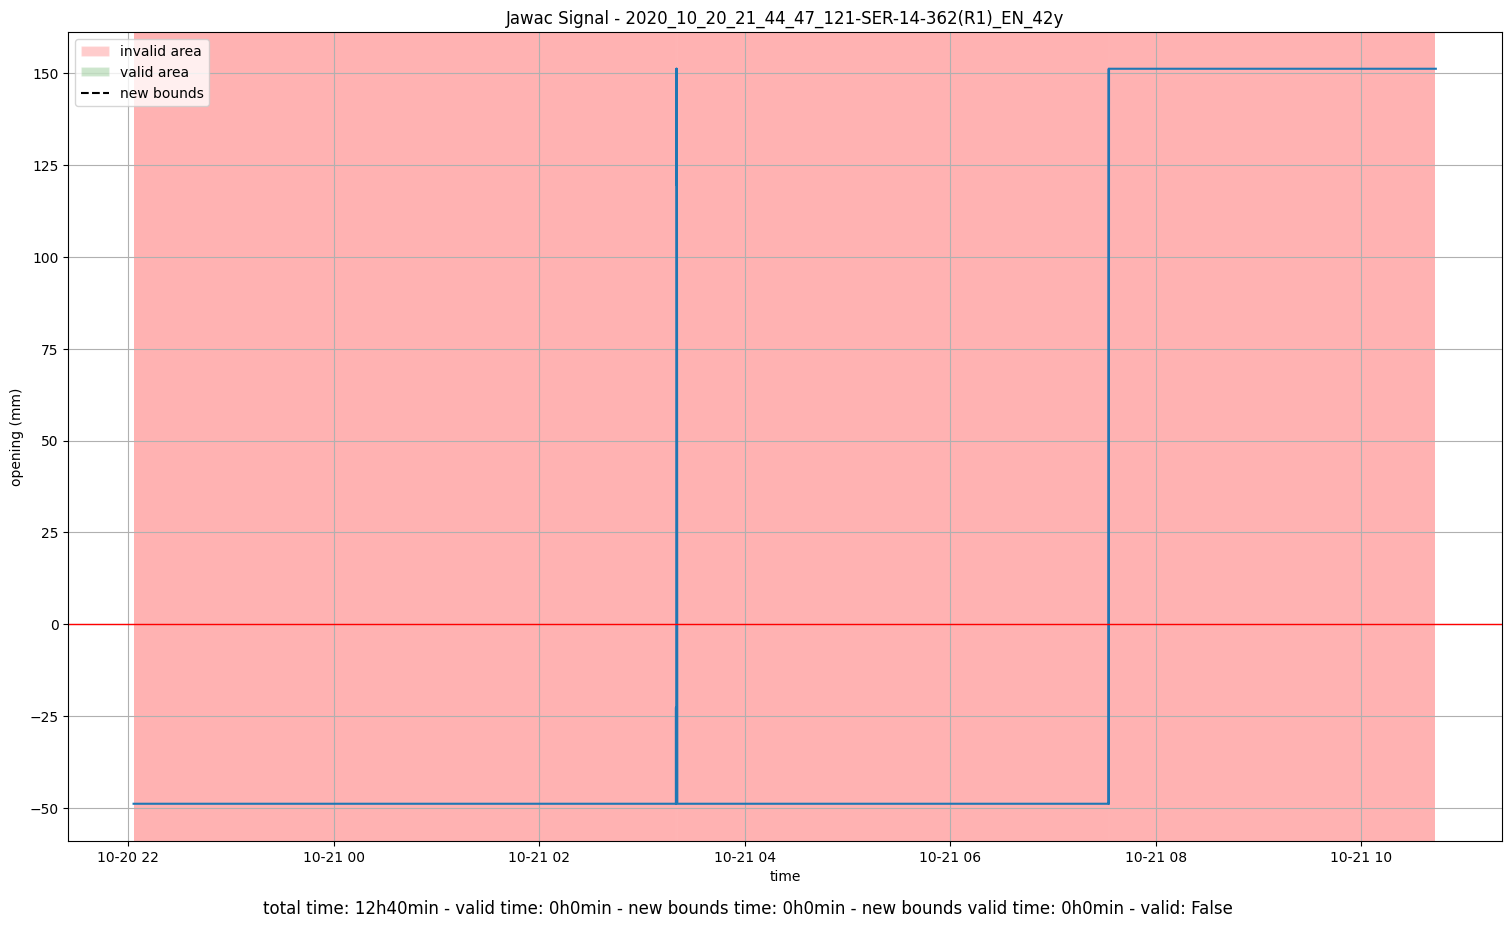 Jawac Signal - 2020_10_20_21_44_47_121-SER-14-362(R1)_EN_42y
invalid area
valid area
new bounds
150
125
100
75
50
25
0
−25
−50
opening (mm)
10-20 22
10-21 00
10-21 02
10-21 04
10-21 06
10-21 08
10-21 10
time
total time: 12h40min - valid time: 0h0min - new bounds time: 0h0min - new bounds valid time: 0h0min - valid: False